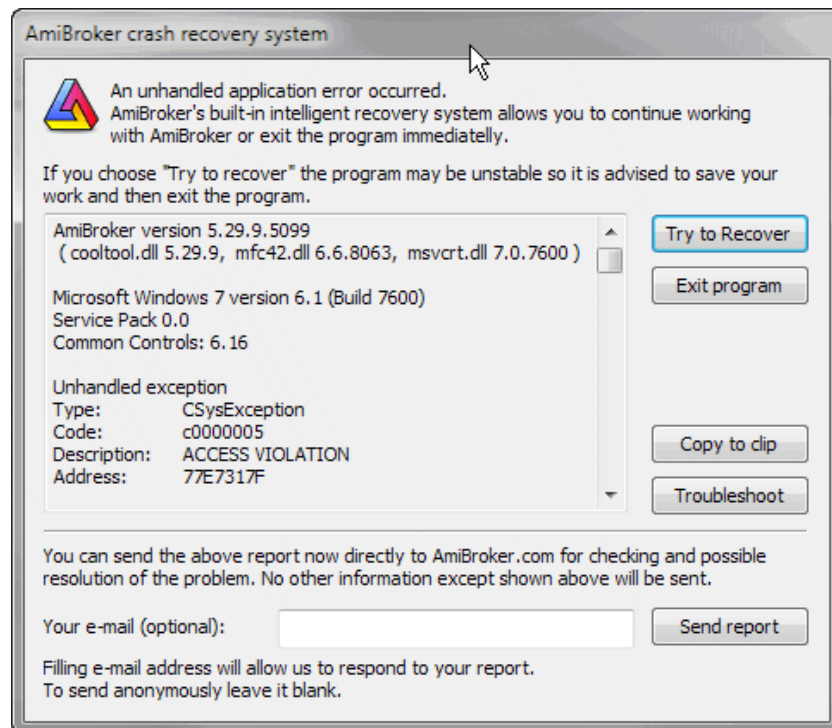 AmiBroker crash recovery system
An unhandled application error occurred.
AmiBroker's built-in intelligent recovery system allows you to continue working
with AmiBroker or exit the program immediatelly.
If you choose "Try to recover" the program may be unstable so it is advised to save your
work and then exit the program.
AmiBroker version 5.29.9.5099
( cooltool.dll 5.29.9, mfc42.dll 6.6.8063, msvcrt.dll 7.0.7600 )
Try to Recover
Exit program
Microsoft Windows 7 version 6.1 (Build 7600)
Service Pack 0.0
Common Controls: 6.16
Unhandled exception
Type: CSysException
Code: c0000005
Description: ACCESS VIOLATION
Address: 77E7317F
Copy to clip
Troubleshoot
You can send the above report now directly to AmiBroker.com for checking and possible
resolution of the problem. No other information except shown above will be sent.
Your e-mail (optional):
Send report
Filling e-mail address will allow us to respond to your report.
To send anonymously leave it blank.